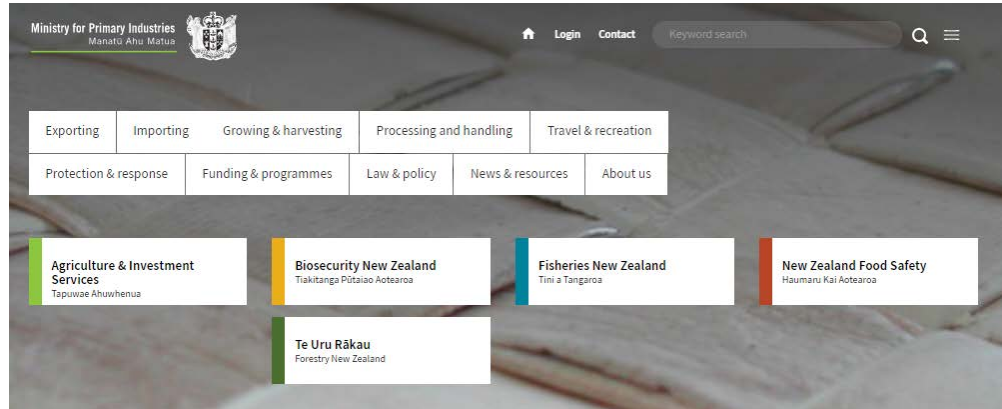 Ministry for Primary Industries
Manatū Ahu Matua
Login Contact Keyword search
Exporting Importing Growing & harvesting Processing and handling Travel & recreation
Protection & response Funding & programmes Law & policy News & resources About us
Agriculture & Investment
Services
Tapuwae Ahuwhenua
Biosecurity New Zealand
Tiakitanga Pūtaiao Aotearoa
Fisheries New Zealand
Tini a Tangaroa
New Zealand Food Safety
Haumaru Kai Aotearoa
Te Uru Rākau
Forestry New Zealand